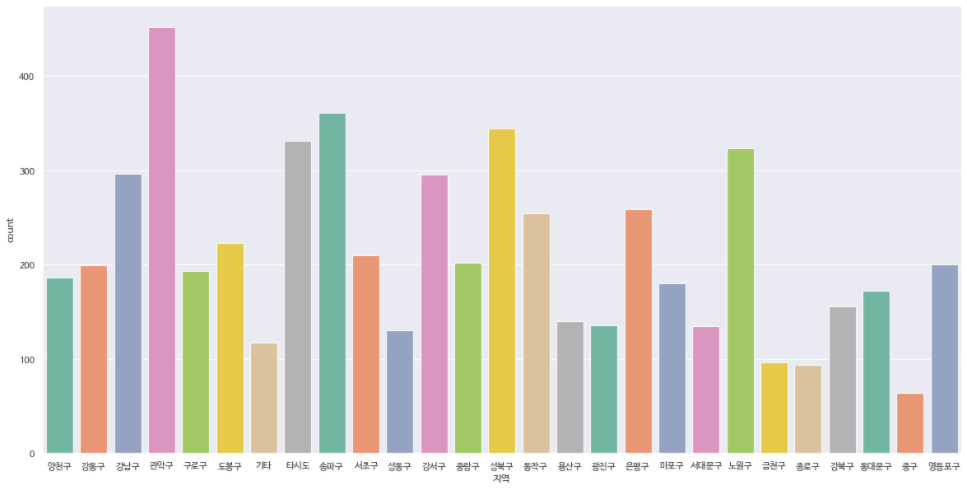 count
400
300
200
100
0
양천구 강동구 강남구 관악구 구로구 도봉구 기타 타시도 송파구 서초구 성동구 강서구 중랑구 성북구 동작구 용산구 광진구 은평구 마포구 서대문구 노원구 금천구 종로구 강북구 동대문구 중구 영등포구
지역